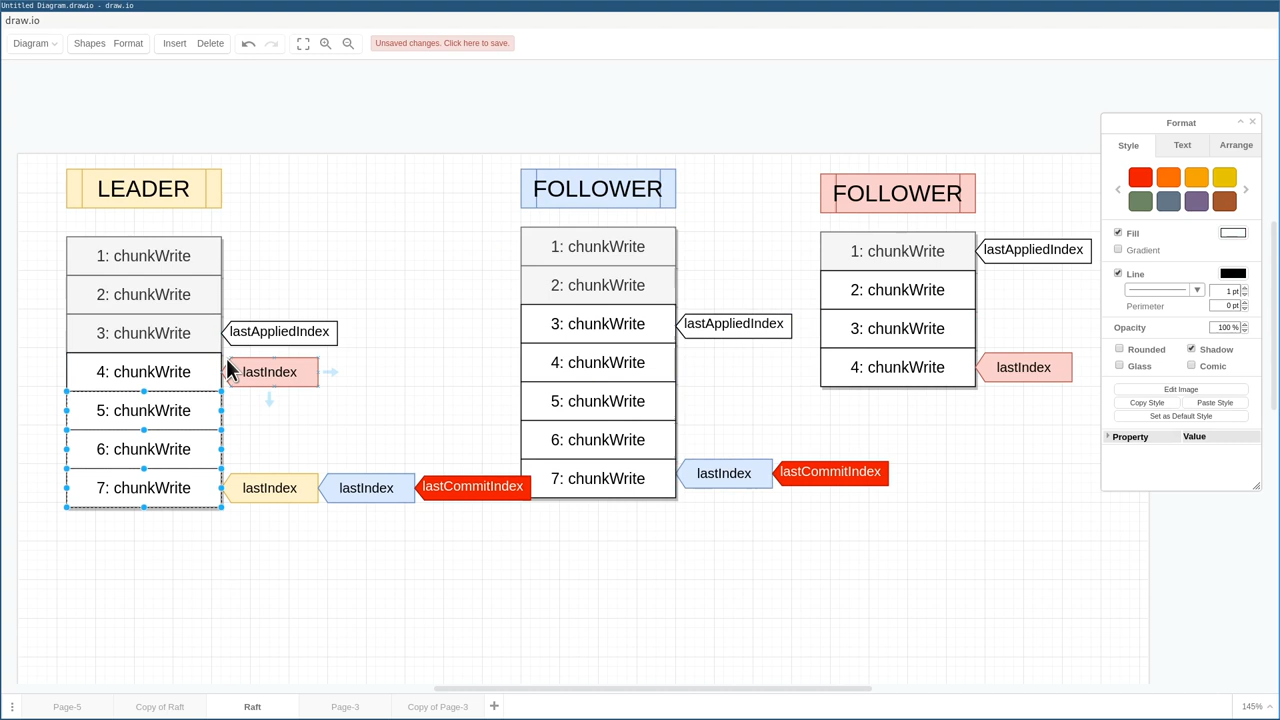 Untitled Diagram.drawio - draw.io
draw.io
Diagram Shapes Format Insert Delete Unsaved changes. Click here to save.
Format
Style Text Arrange
LEADER
1: chunkWrite
2: chunkWrite
3: chunkWrite
4: chunkWrite
5: chunkWrite
6: chunkWrite
7: chunkWrite
lastAppliedIndex
lastIndex
lastIndex
lastIndex
lastCommitIndex
FOLLOWER
1: chunkWrite
2: chunkWrite
3: chunkWrite
4: chunkWrite
5: chunkWrite
6: chunkWrite
7: chunkWrite
lastAppliedIndex
lastIndex
lastCommitIndex
FOLLOWER
1: chunkWrite
2: chunkWrite
3: chunkWrite
4: chunkWrite
lastAppliedIndex
lastIndex
Fill
Gradient
Line
1 pt
Perimeter 0 pt
Opacity 100 %
Rounded Shadow
Glass Comic
Edit Image
Copy Style Paste Style
Set as Default Style
Property Value
Page-5 Copy of Raft Raft Page-3 Copy of Page-3 145%